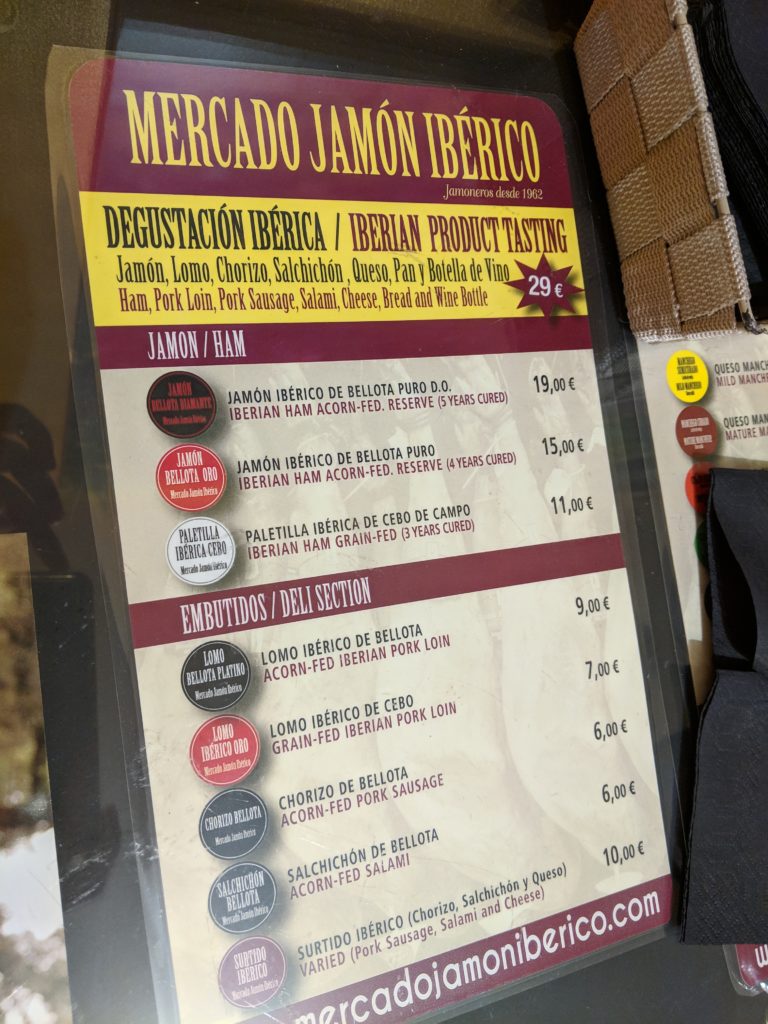 MERCADO JAMÓN IBÉRICO
Jamoneros desde 1962
DEGUSTACIÓN IBÉRICA / IBERIAN PRODUCT TASTING
Jamón, Lomo, Chorizo, Salchichón , Queso, Pan y Botella de Vino
Ham, Pork Loin, Pork Sausage, Salami, Cheese, Bread and Wine Bottle
29 €
JAMON / HAM
JAMÓN
BELLOTA DIAMANTE
Mercado Jamón Ibérico
JAMÓN IBÉRICO DE BELLOTA PURO D.O.
IBERIAN HAM ACORN-FED. RESERVE (5 YEARS CURED)
19,00 €
JAMÓN
BELLOTA ORO
Mercado Jamón Ibérico
JAMÓN IBÉRICO DE BELLOTA PURO
IBERIAN HAM ACORN-FED. RESERVE (4 YEARS CURED)
15,00 €
PALETILLA
IBÉRICA CEBO
Mercado Jamón Ibérico
PALETILLA IBÉRICA DE CEBO DE CAMPO
IBERIAN HAM GRAIN-FED (3 YEARS CURED)
11,00 €
EMBUTIDOS / DELI SECTION
LOMO
BELLOTA PLATINO
Mercado Jamón Ibérico
LOMO IBÉRICO DE BELLOTA
ACORN-FED IBERIAN PORK LOIN
9,00 €
LOMO
IBÉRICO ORO
Mercado Jamón Ibérico
LOMO IBÉRICO DE CEBO
GRAIN-FED IBERIAN PORK LOIN
7,00 €
CHORIZO BELLOTA
Mercado Jamón Ibérico
CHORIZO DE BELLOTA
ACORN-FED PORK SAUSAGE
6,00 €
SALCHICHÓN
BELLOTA
Mercado Jamón Ibérico
SALCHICHÓN DE BELLOTA
ACORN-FED SALAMI
6,00 €
SURTIDO
IBÉRICO
Mercado Jamón Ibérico
SURTIDO IBÉRICO (Chorizo, Salchichón y Queso)
VARIED (Pork Sausage, Salami and Cheese)
10,00 €
mercadojamoniberico.com
MANCHEGO
SEMICURADO
MILD MANCHEGO
QUESO MANCH
MILD MANCHE
MANCHEGO CURADO
MATURE MANCHEGO
QUESO MAN
MATURE MA